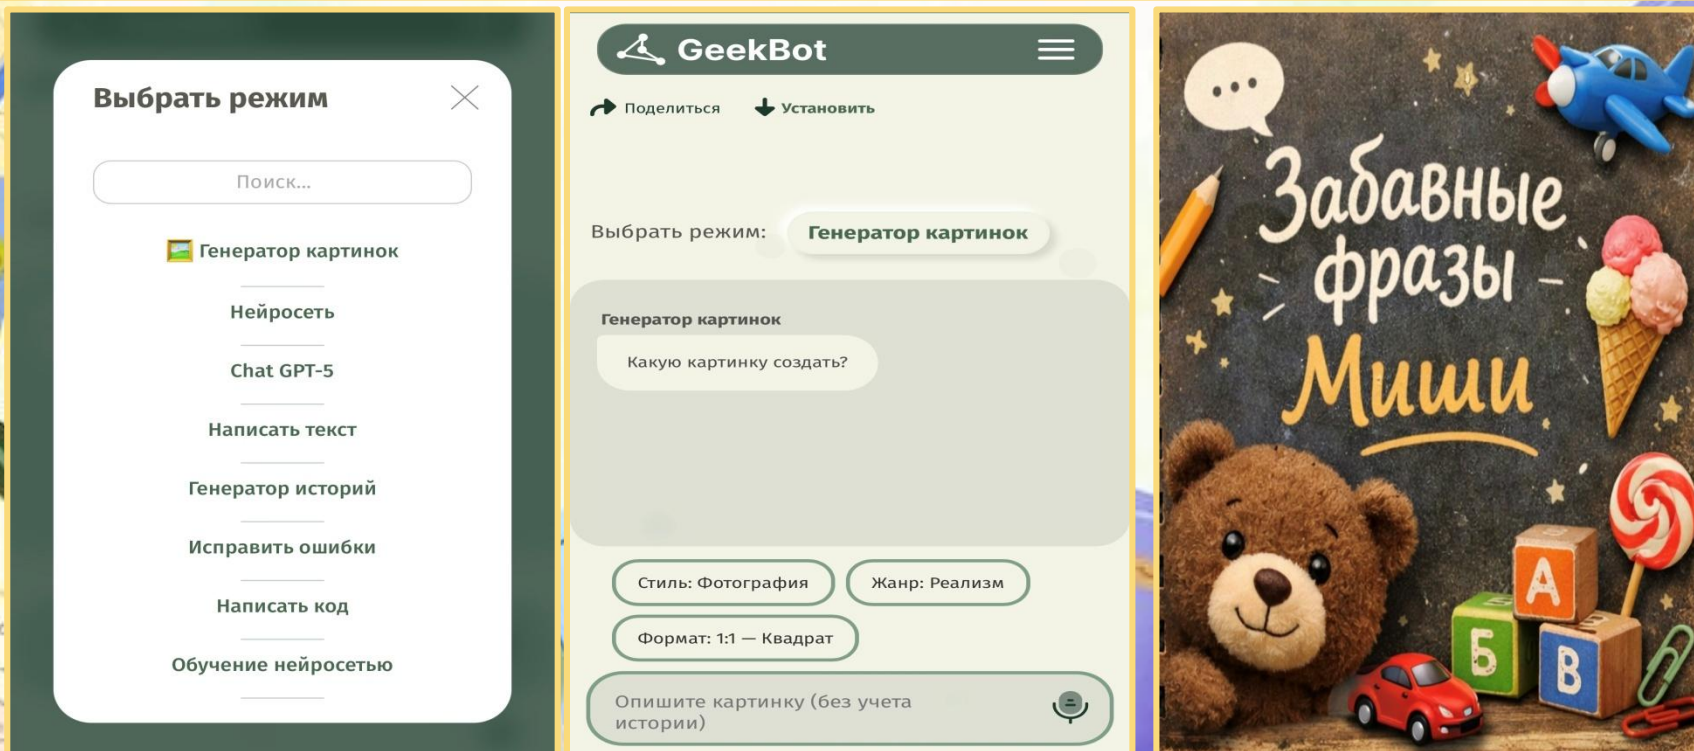 Выбрать режим
Поиск...
Генератор картинок
Нейросеть
Chat GPT-5
Написать текст
Генератор историй
Исправить ошибки
Написать код
Обучение нейросетью
GeekBot
Поделиться
Установить
Выбрать режим:
Генератор картинок
Генератор картинок
Какую картинку создать?
Стиль: Фотография
Жанр: Реализм
Формат: 1:1 — Квадрат
Опишите картинку (без учета
истории)
Забавные
фразы
Миши
А
Б
В